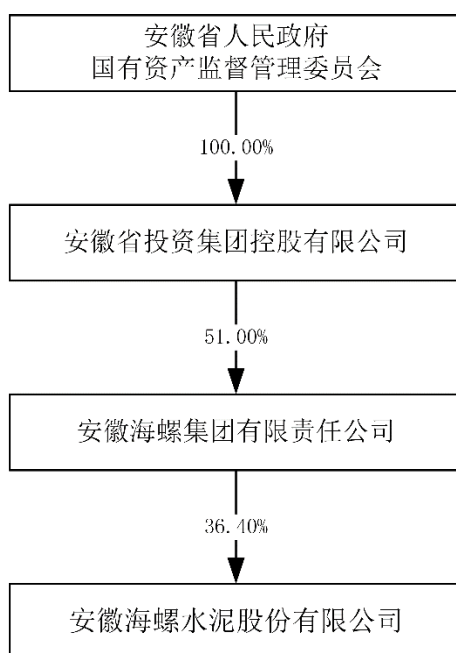 安徽省人民政府
国有资产监督管理委员会
100.00%
安徽省投资集团控股有限公司
51.00%
安徽海螺集团有限责任公司
36.40%
安徽海螺水泥股份有限公司